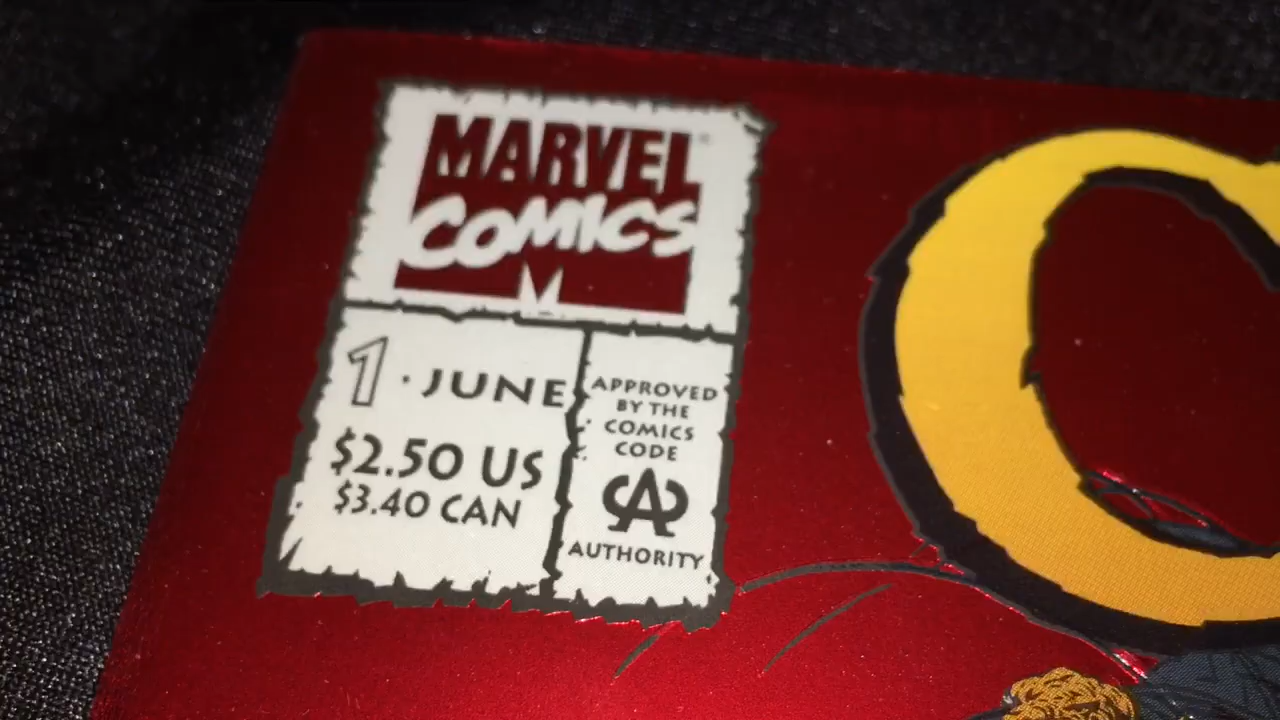 MARVEL
COMICS
1 · JUNE
$2.50 US
$3.40 CAN
APPROVED
BY THE
COMICS
CODE
CA
AUTHORITY
C